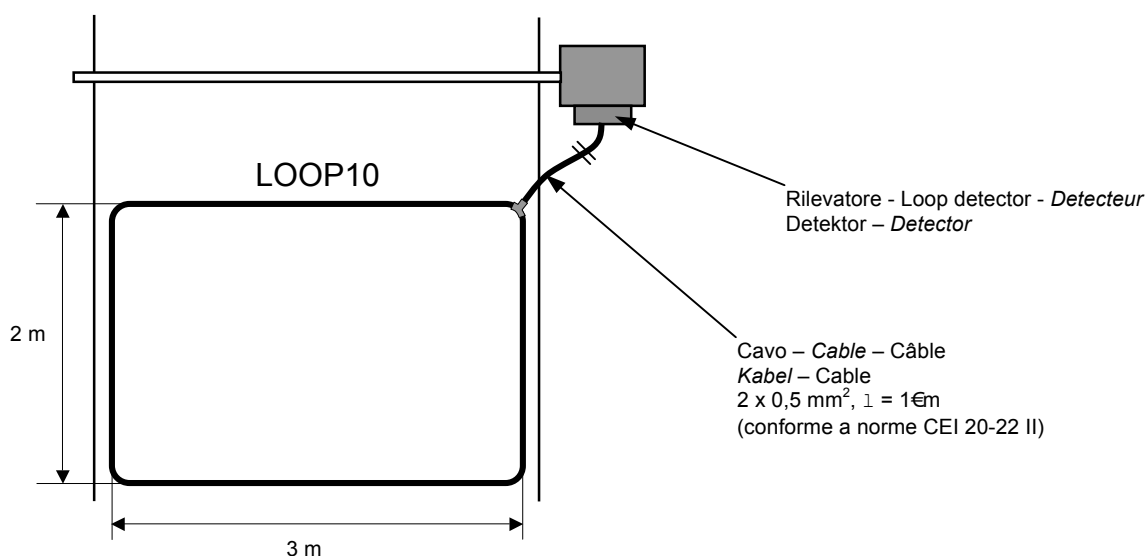 LOOP10
Rilevatore - Loop detector - Detecteur
Detektor – Detector
2 m
Cavo – Cable – Câble
Kabel – Cable
2 x 0,5 mm², l = 1€m
(conforme a norme CEI 20-22 II)
3 m